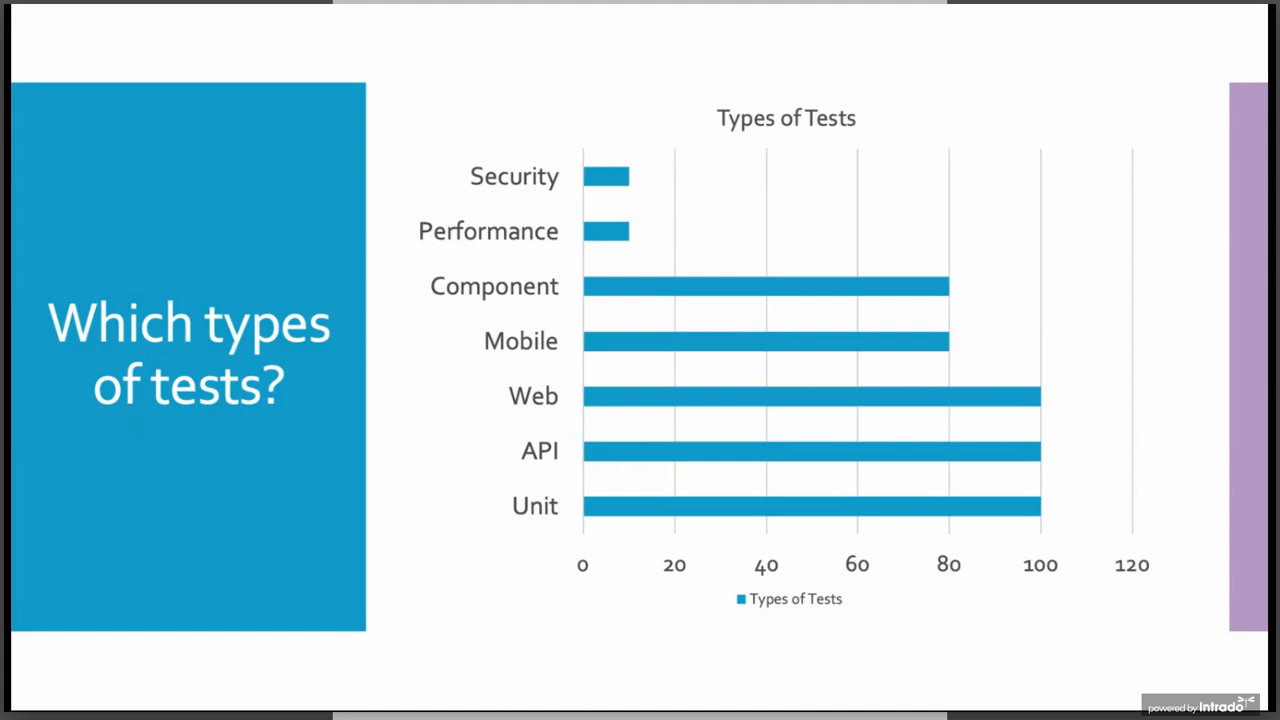 Which types
of tests?
Types of Tests
Security
Performance
Component
Mobile
Web
API
Unit
0 20 40 60 80 100 120
Types of Tests
powered by intrado